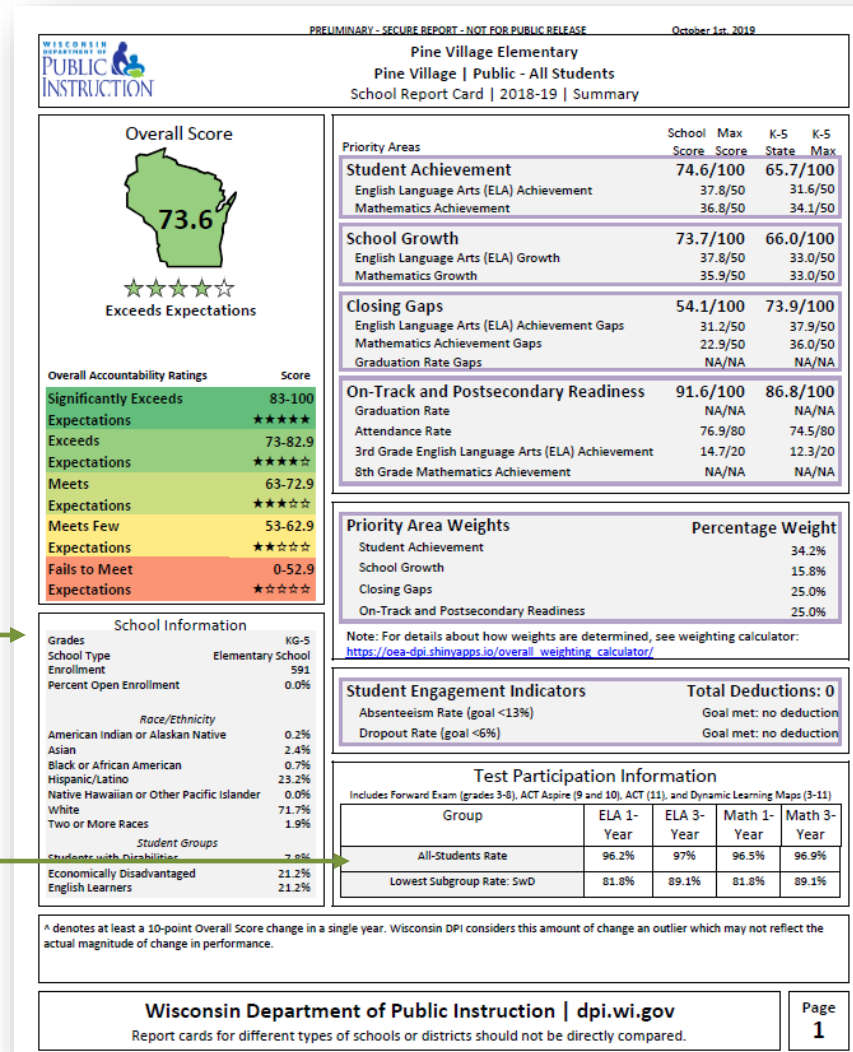 PRELIMINARY - SECURE REPORT - NOT FOR PUBLIC RELEASE October 1st, 2019
WISCONSIN
DEPARTMENT OF
PUBLIC
INSTRUCTION
Pine Village Elementary
Pine Village | Public - All Students
School Report Card | 2018-19 | Summary
Overall Score
73.6
Exceeds Expectations
Overall Accountability Ratings Score
Significantly Exceeds 83-100
Expectations ★★★★★
Exceeds 73-82.9
Expectations ★★★★☆
Meets 63-72.9
Expectations ★★★☆☆
Meets Few 53-62.9
Expectations ★★☆☆☆
Fails to Meet 0-52.9
Expectations ★☆☆☆☆
School Information
Grades KG-5
School Type Elementary School
Enrollment 591
Percent Open Enrollment 0.0%
Race/Ethnicity
American Indian or Alaskan Native 0.2%
Asian 2.4%
Black or African American 0.7%
Hispanic/Latino 23.2%
Native Hawaiian or Other Pacific Islander 0.0%
White 71.7%
Two or More Races 1.9%
Student Groups
Students with Disabilities 7.8%
Economically Disadvantaged 21.2%
English Learners 21.2%
School Max K-5 K-5
Priority Areas Score Score State Max
Student Achievement 74.6/100 65.7/100
English Language Arts (ELA) Achievement 37.8/50 31.6/50
Mathematics Achievement 36.8/50 34.1/50
School Growth 73.7/100 66.0/100
English Language Arts (ELA) Growth 37.8/50 33.0/50
Mathematics Growth 35.9/50 33.0/50
Closing Gaps 54.1/100 73.9/100
English Language Arts (ELA) Achievement Gaps 31.2/50 37.9/50
Mathematics Achievement Gaps 22.9/50 36.0/50
Graduation Rate Gaps NA/NA NA/NA
On-Track and Postsecondary Readiness 91.6/100 86.8/100
Graduation Rate NA/NA NA/NA
Attendance Rate 76.9/80 74.5/80
3rd Grade English Language Arts (ELA) Achievement 14.7/20 12.3/20
8th Grade Mathematics Achievement NA/NA NA/NA
Priority Area Weights Percentage Weight
Student Achievement 34.2%
School Growth 15.8%
Closing Gaps 25.0%
On-Track and Postsecondary Readiness 25.0%
Note: For details about how weights are determined, see weighting calculator:
https://oea-dpi.shinyapps.io/overall_weighting_calculator/
Student Engagement Indicators Total Deductions: 0
Absenteeism Rate (goal <13%) Goal met: no deduction
Dropout Rate (goal <6%) Goal met: no deduction
Test Participation Information
Includes Forward Exam (grades 3-8), ACT Aspire (9 and 10), ACT (11), and Dynamic Learning Maps (3-11)
Group ELA 1- ELA 3- Math 1- Math 3-
Year Year Year Year
All-Students Rate 96.2% 97% 96.5% 96.9%
Lowest Subgroup Rate: SwD 81.8% 89.1% 81.8% 89.1%
^ denotes at least a 10-point Overall Score change in a single year. Wisconsin DPI considers this amount of change an outlier which may not reflect the
actual magnitude of change in performance.
Wisconsin Department of Public Instruction | dpi.wi.gov
Report cards for different types of schools or districts should not be directly compared.
Page
1